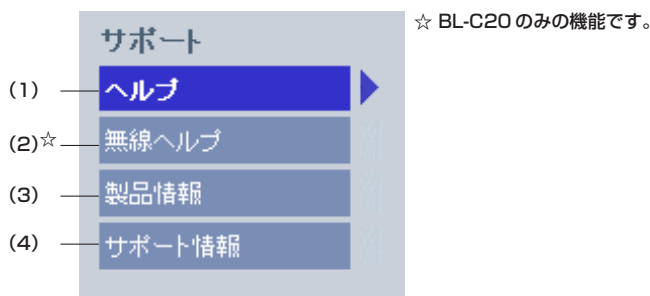 サポート
☆ BL-C20 のみの機能です。
(1) ヘルプ
(2)☆ 無線ヘルプ
(3) 製品情報
(4) サポート情報